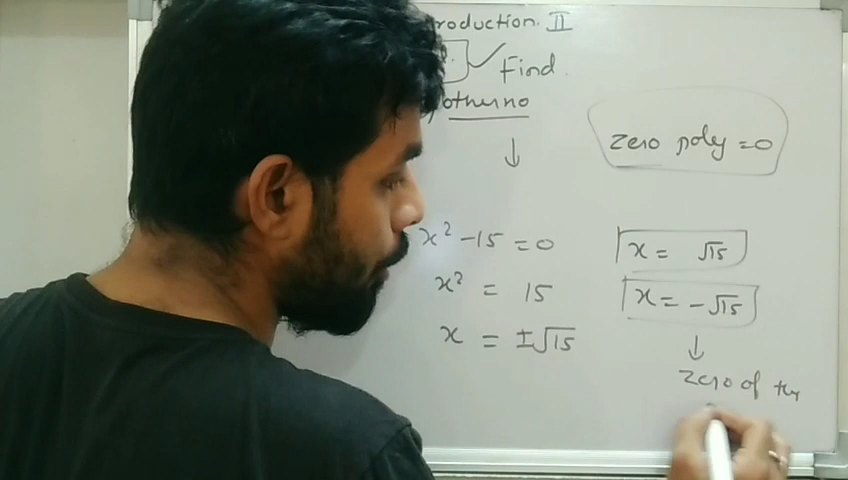 roduction. II
Find.
zero poly = 0
x² - 15 = 0
x = √15
x² = 15
x = -√15
x = ±√15
↓
zero of the